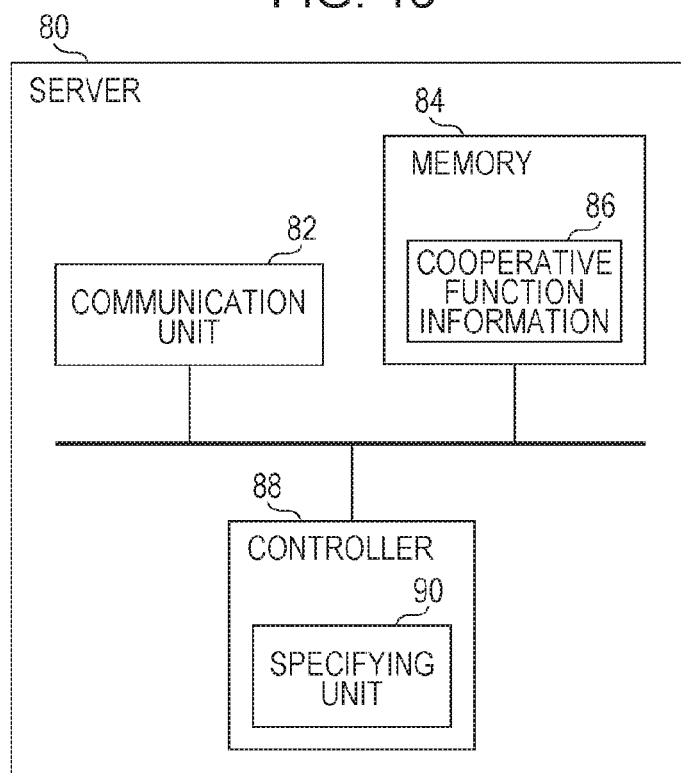 80
SERVER
84
MEMORY
86
COOPERATIVE
FUNCTION
INFORMATION
82
COMMUNICATION
UNIT
88
CONTROLLER
90
SPECIFYING
UNIT